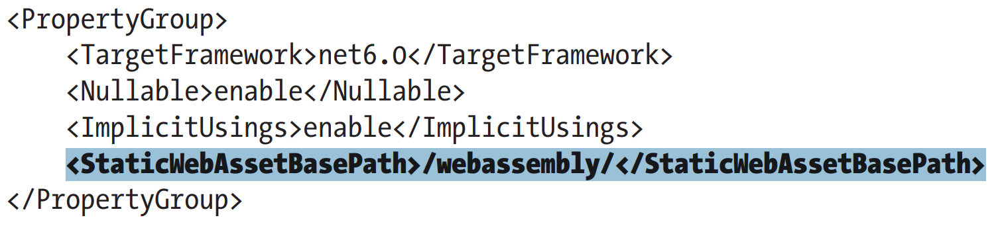 <PropertyGroup>
    <TargetFramework>net6.0</TargetFramework>
    <Nullable>enable</Nullable>
    <ImplicitUsings>enable</ImplicitUsings>
    <StaticWebAssetBasePath>/webassembly/</StaticWebAssetBasePath>
</PropertyGroup>